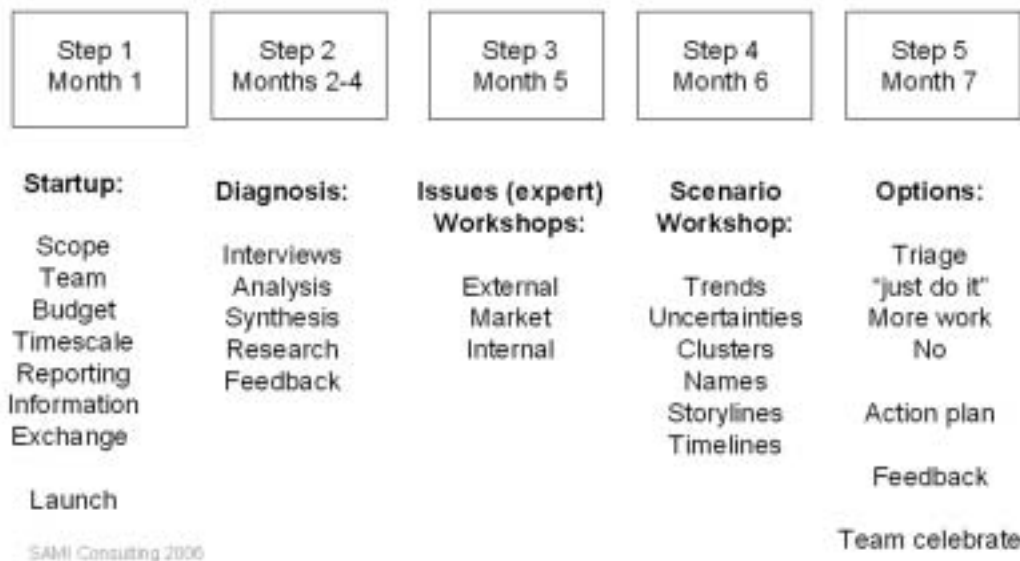 Step 1
Month 1
Step 2
Months 2-4
Step 3
Month 5
Step 4
Month 6
Step 5
Month 7
Startup:
Scope
Team
Budget
Timescale
Reporting
Information
Exchange
Launch
Diagnosis:
Interviews
Analysis
Synthesis
Research
Feedback
Issues (expert)
Workshops:
External
Market
Internal
Scenario
Workshop:
Trends
Uncertainties
Clusters
Names
Storylines
Timelines
Options:
Triage
"just do it"
More work
No
Action plan
Feedback
Team celebrate
SAMI Consulting 2006